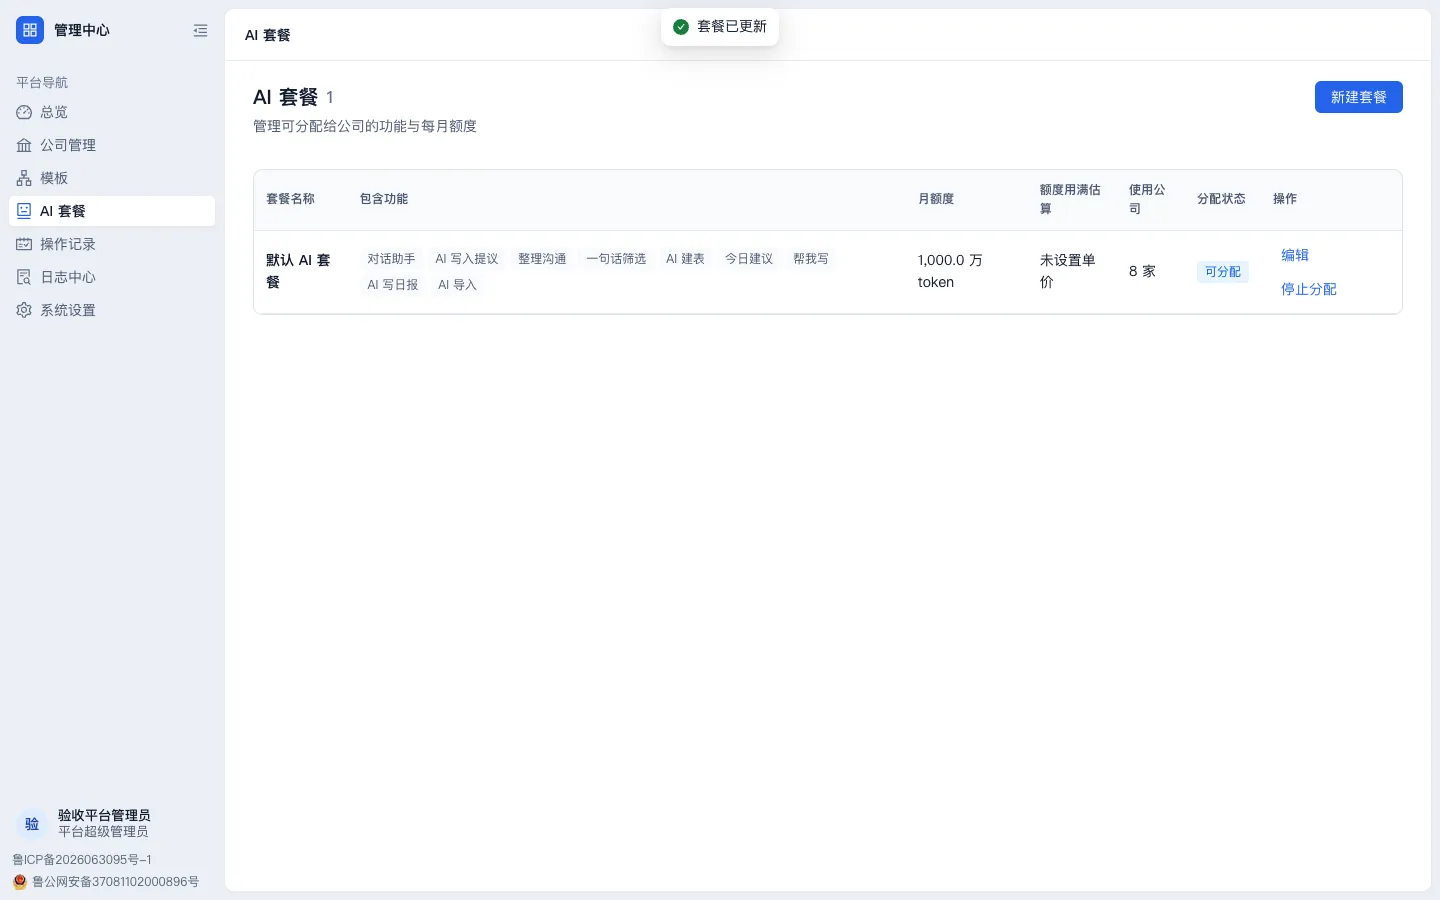 管理中心
平台导航
总览
公司管理
模板
AI 套餐
操作记录
日志中心
系统设置
验
验收平台管理员
平台超级管理员
鲁ICP备2026063095号-1
鲁公网安备37081102000896号
AI 套餐
套餐已更新
AI 套餐 1
管理可分配给公司的功能与每月额度
新建套餐
套餐名称 包含功能 月额度 额度用满估算 使用公司 分配状态 操作
默认 AI 套餐
对话助手 AI 写入提议 整理沟通 一句话筛选 AI 建表 今日建议 帮我写
AI 写日报 AI 导入
1,000.0 万
token
未设置单价
8 家
可分配
编辑
停止分配